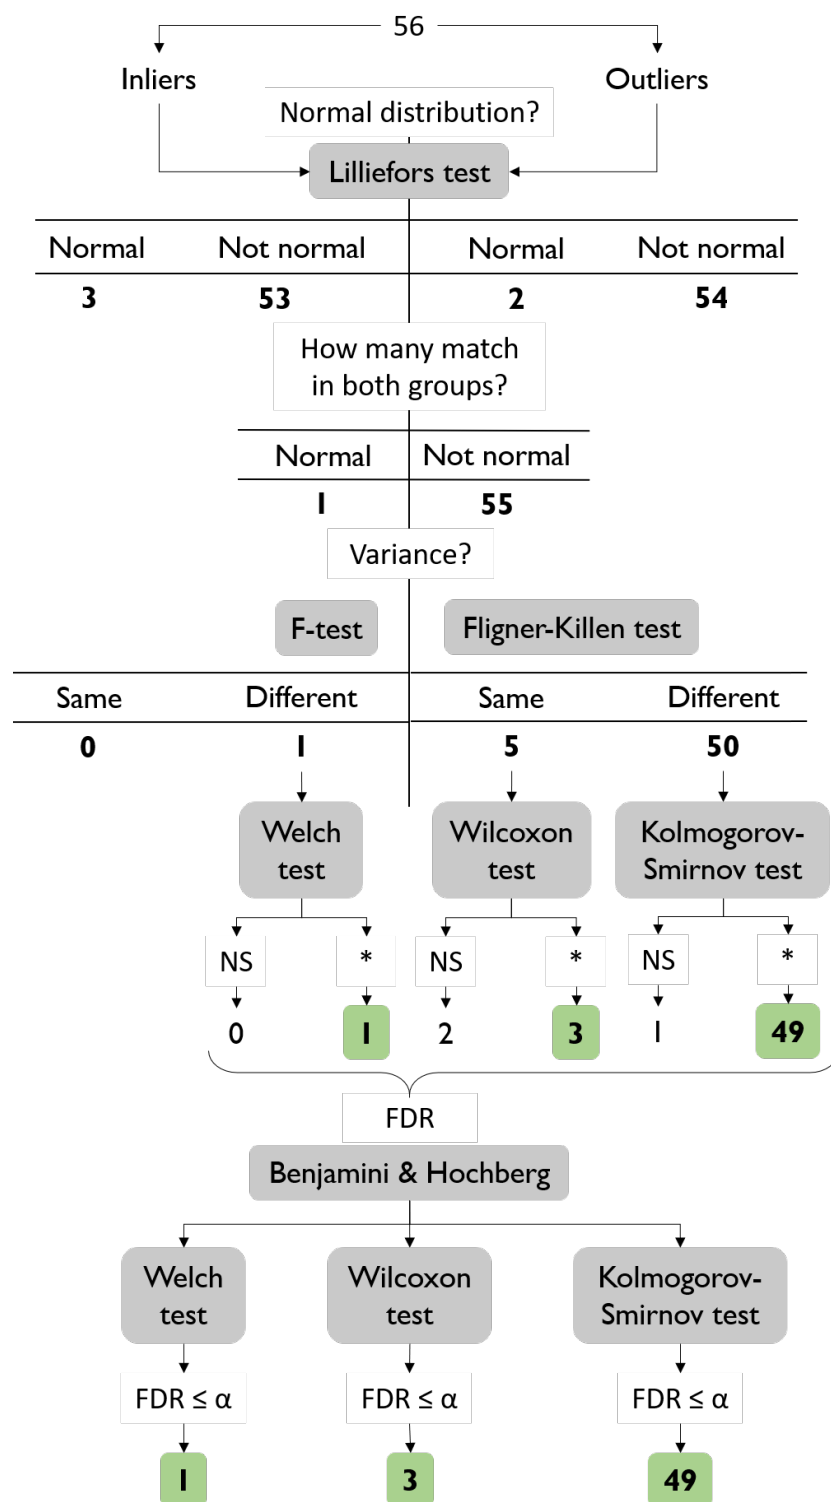 56
Inliers Outliers
Normal distribution?
Lilliefors test
Normal Not normal Normal Not normal
3 53 2 54
How many match
in both groups?
Normal Not normal
1 55
Variance?
F-test Fligner-Killen test
Same Different Same Different
0 1 5 50
Welch
test
Wilcoxon
test
Kolmogorov-
Smirnov test
NS * NS * NS *
0 1 2 3 1 49
FDR
Benjamini & Hochberg
Welch
test
Wilcoxon
test
Kolmogorov-
Smirnov test
FDR ≤ α FDR ≤ α FDR ≤ α
1 3 49